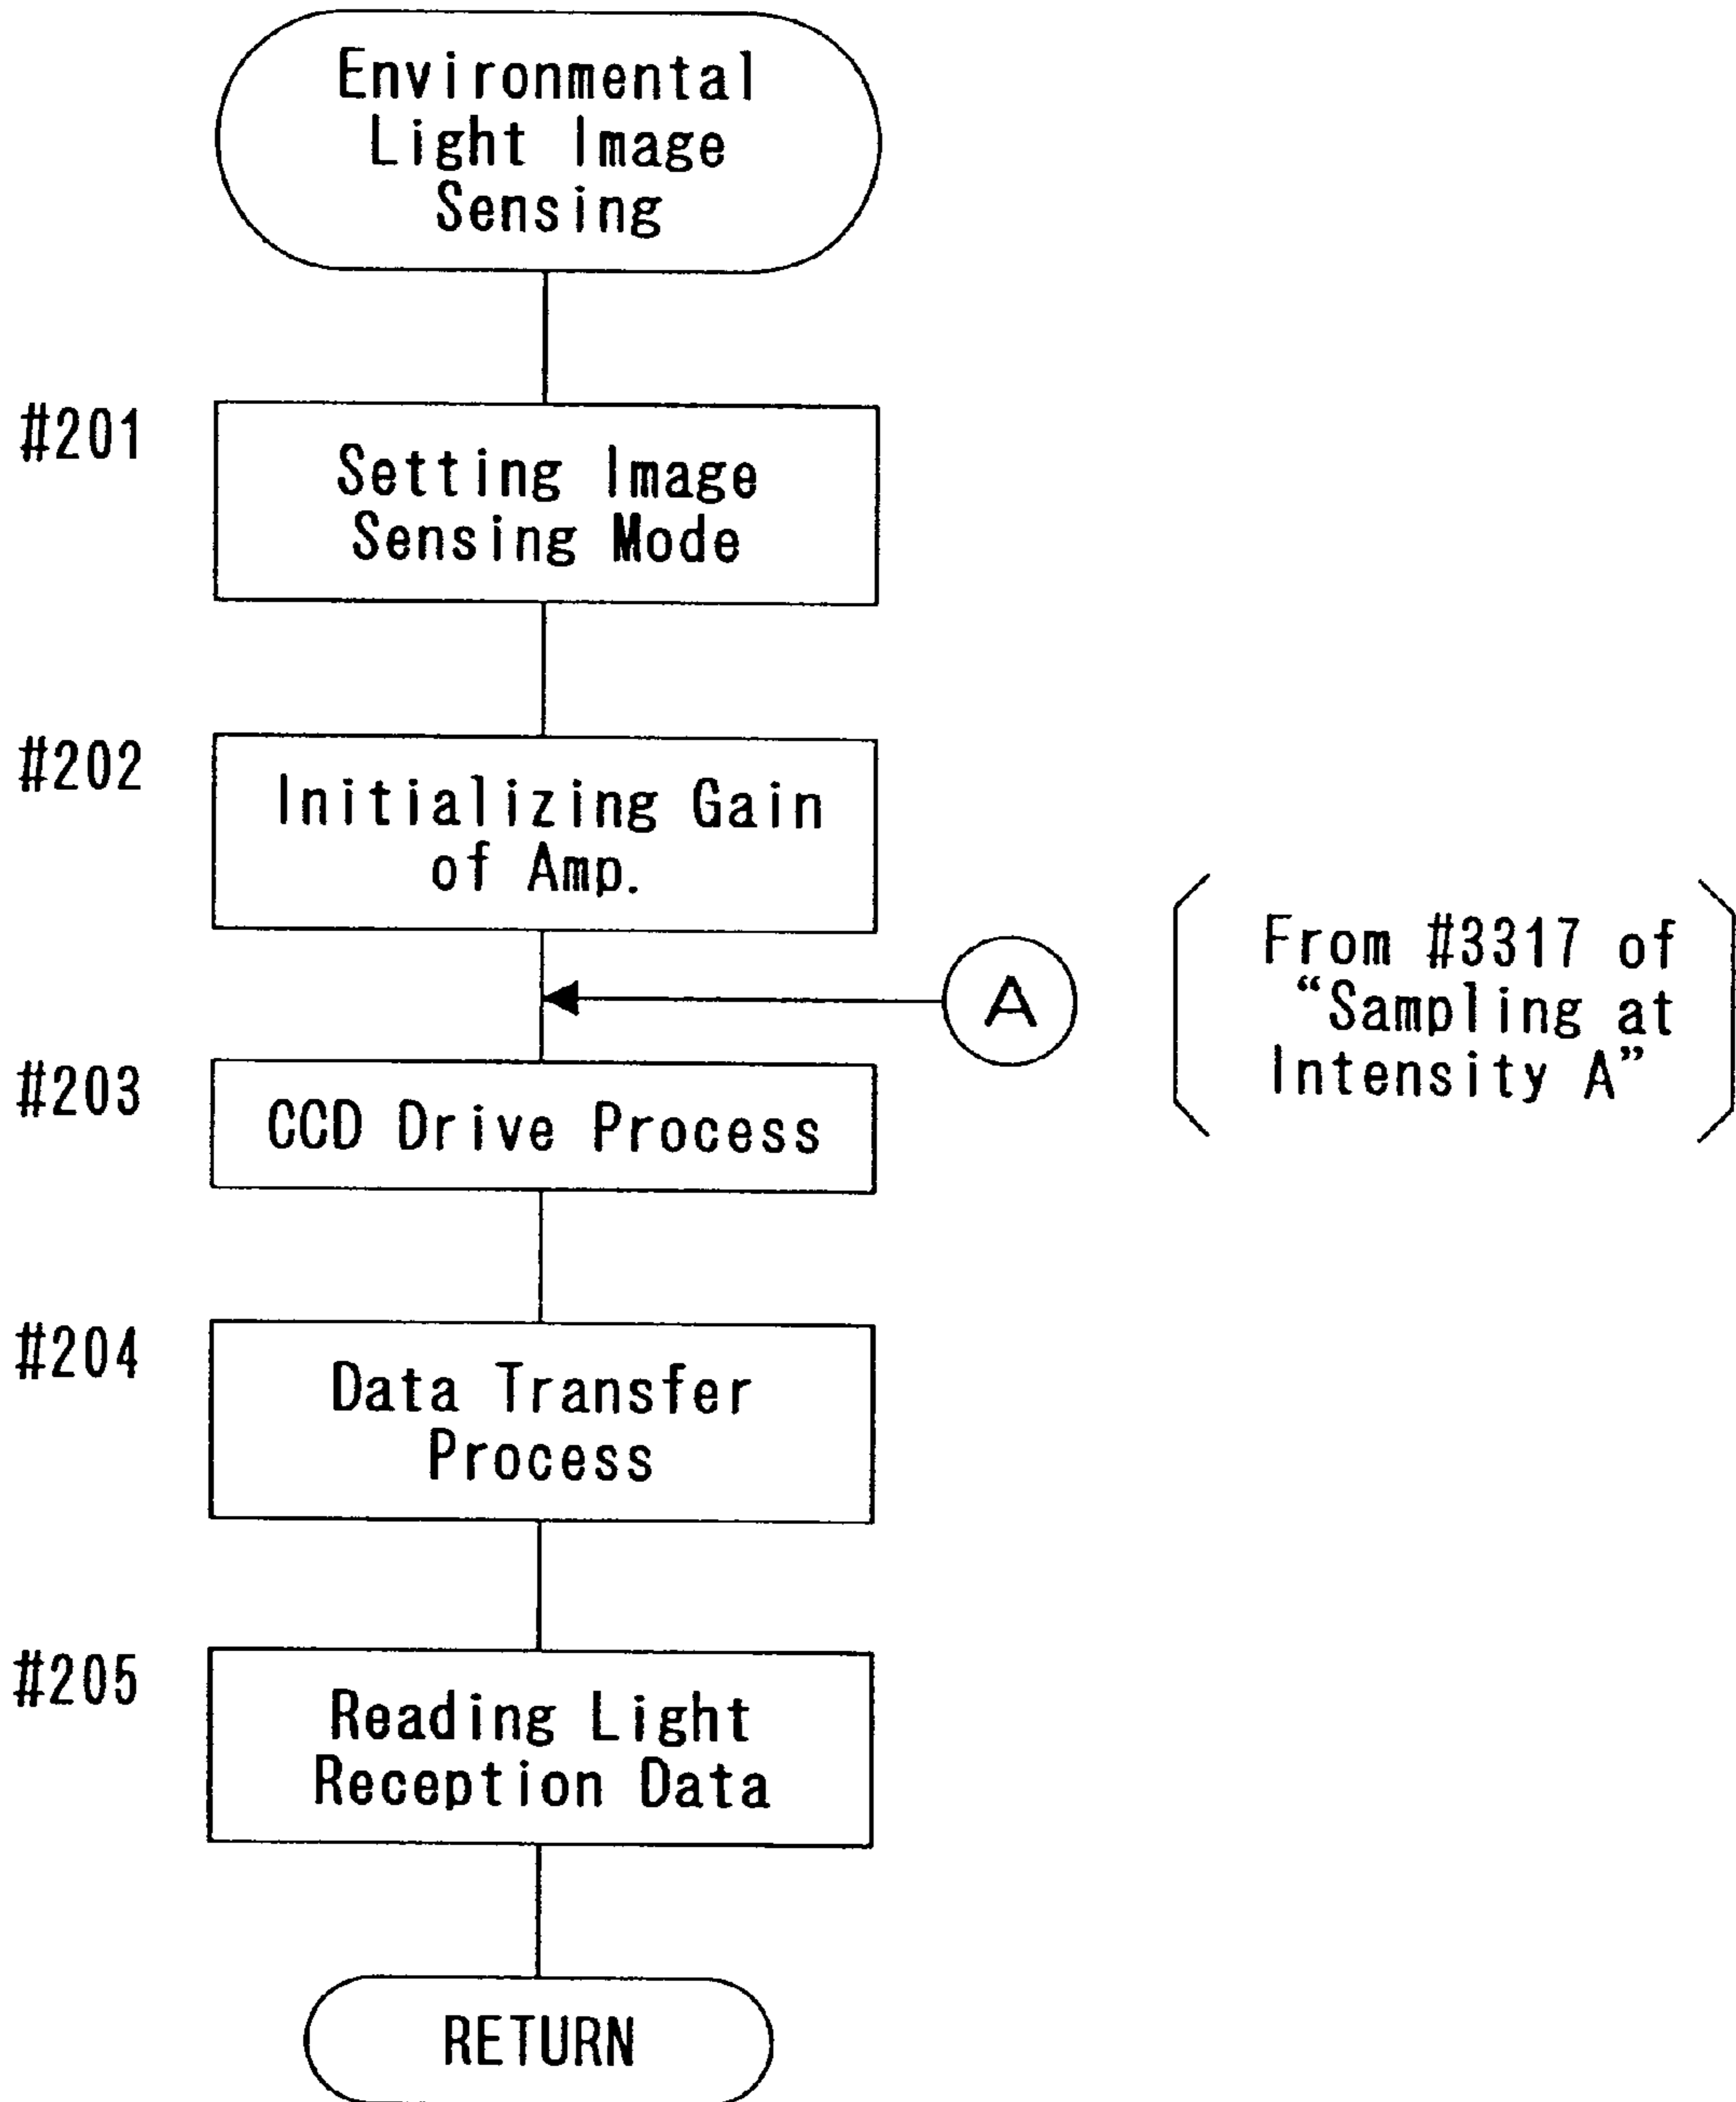 Environmental
Light Image
Sensing
#201
Setting Image
Sensing Mode
#202
Initializing Gain
of Amp.
A
From #3317 of
“Sampling at
Intensity A”
#203
CCD Drive Process
#204
Data Transfer
Process
#205
Reading Light
Reception Data
RETURN